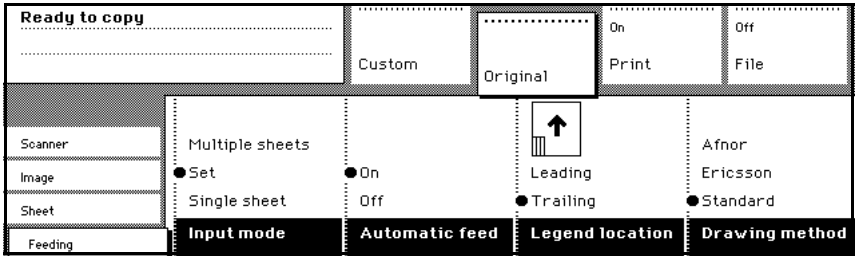 Ready to copy
On
Off
Custom
Original
Print
File
Scanner
Image
Sheet
Feeding
Multiple sheets
Set
Single sheet
Input mode
On
Off
Automatic feed
Leading
Trailing
Legend location
Afnor
Ericsson
Standard
Drawing method